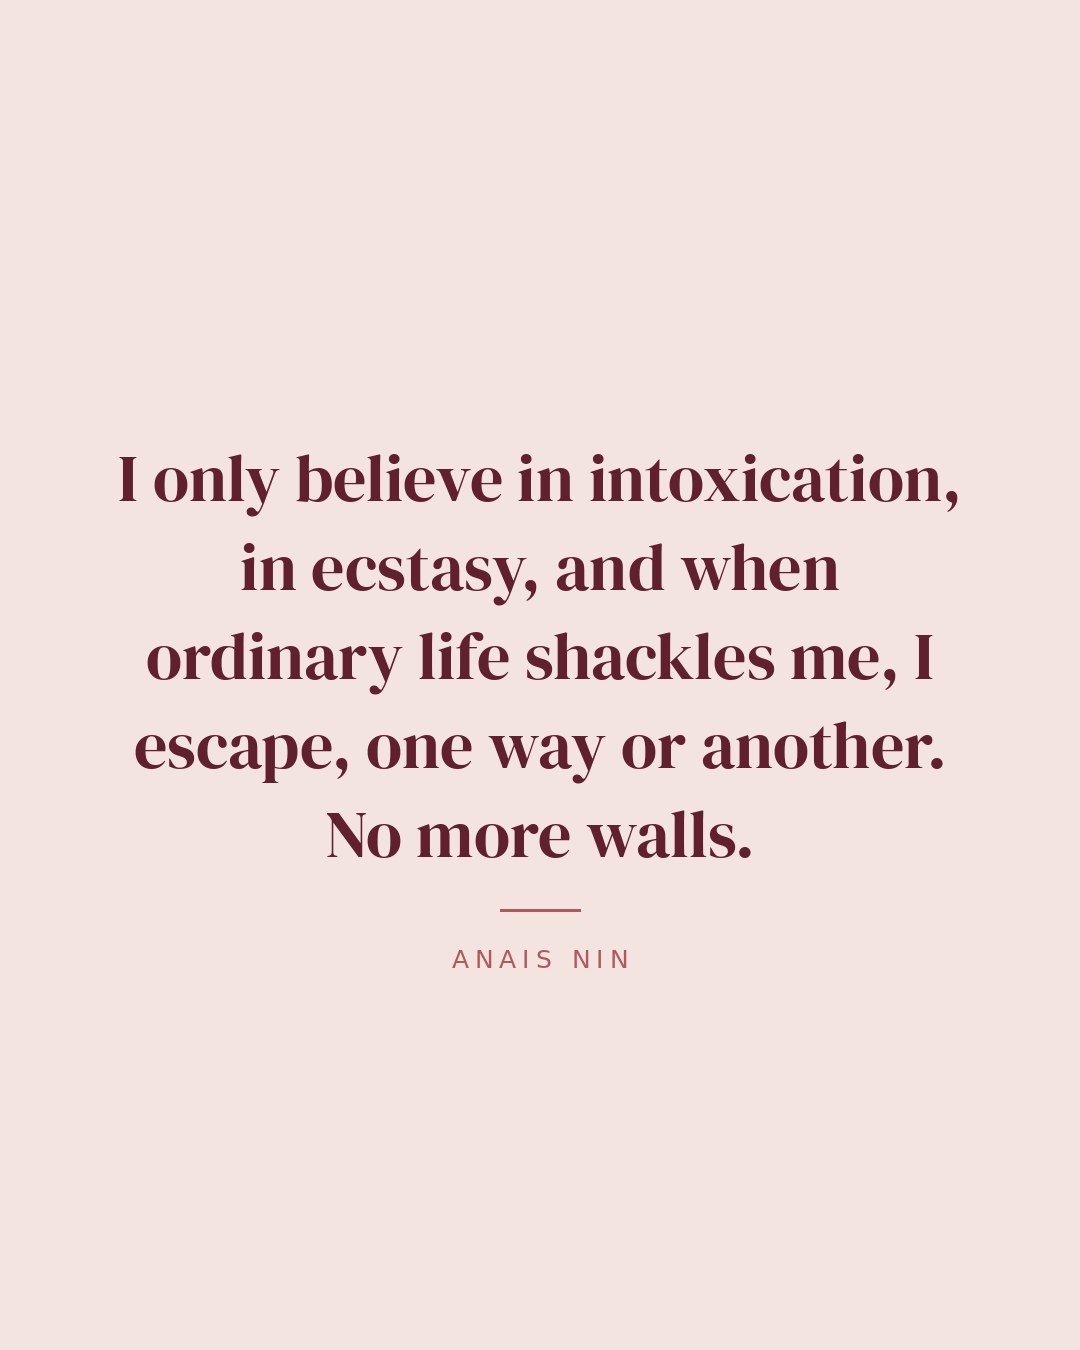 I only believe in intoxication,
in ecstasy, and when
ordinary life shackles me, I
escape, one way or another.
No more walls.
ANAIS NIN